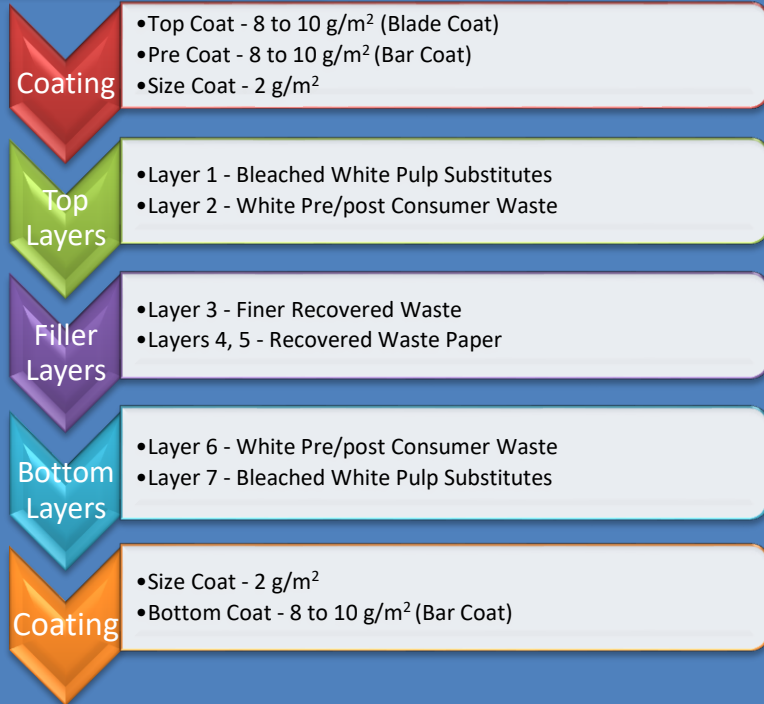 Coating
•Top Coat - 8 to 10 g/m² (Blade Coat)
•Pre Coat - 8 to 10 g/m² (Bar Coat)
•Size Coat - 2 g/m²
Top
Layers
•Layer 1 - Bleached White Pulp Substitutes
•Layer 2 - White Pre/post Consumer Waste
Filler
Layers
•Layer 3 - Finer Recovered Waste
•Layers 4, 5 - Recovered Waste Paper
Bottom
Layers
•Layer 6 - White Pre/post Consumer Waste
•Layer 7 - Bleached White Pulp Substitutes
Coating
•Size Coat - 2 g/m²
•Bottom Coat - 8 to 10 g/m² (Bar Coat)